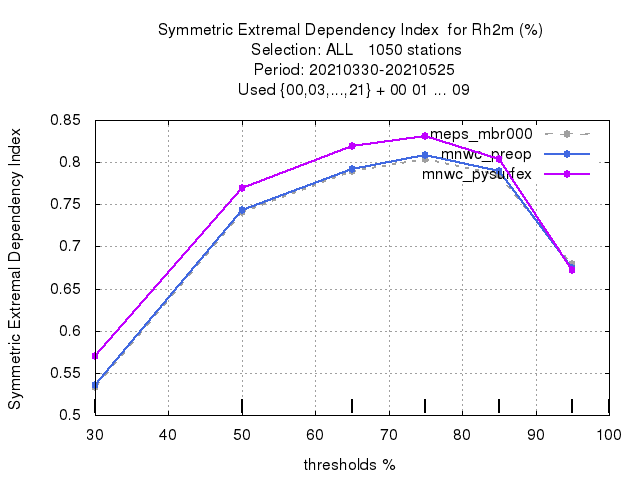 Symmetric Extremal Dependency Index  for Rh2m (%)
Selection: ALL   1050 stations
Period: 20210330-20210525
Used {00,03,...,21} + 00 01 ... 09
Symmetric Extremal Dependency Index
0.85
0.8
0.75
0.7
0.65
0.6
0.55
0.5
meps_mbr000
mnwc_preop
mnwc_pysurfex
30 40 50 60 70 80 90 100
thresholds %